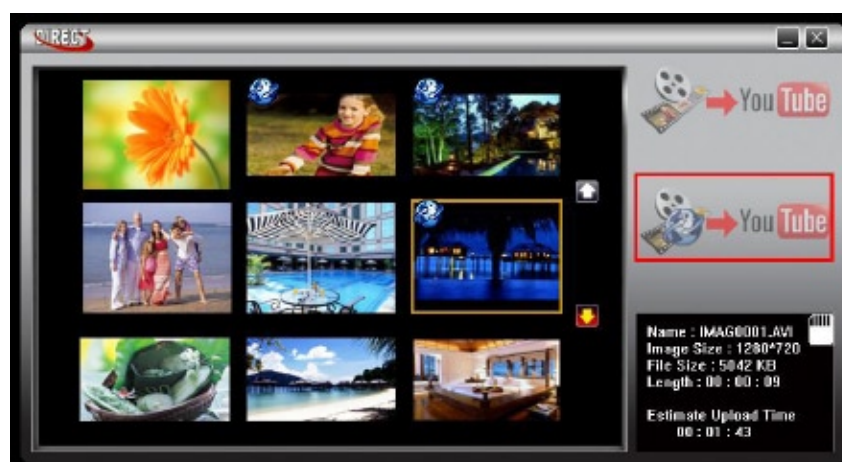 DIRECT
You Tube
You Tube
Name : IMAG0001.AVI
Image Size : 1280*720
File Size : 5042 KB
Length : 00 : 00 : 09
Estimate Upload Time
00 : 01 : 43